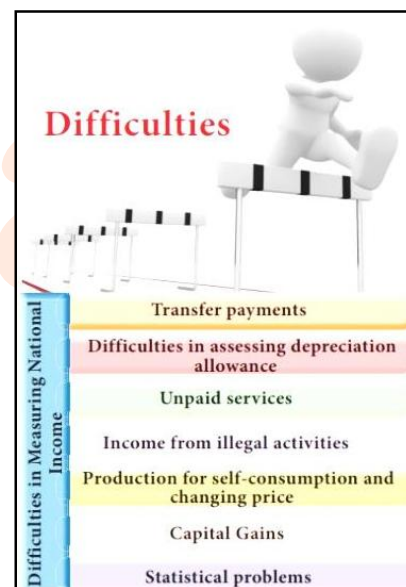 Difficulties
Difficulties in Measuring National
Income
Transfer payments
Difficulties in assessing depreciation
allowance
Unpaid services
Income from illegal activities
Production for self-consumption and
changing price
Capital Gains
Statistical problems